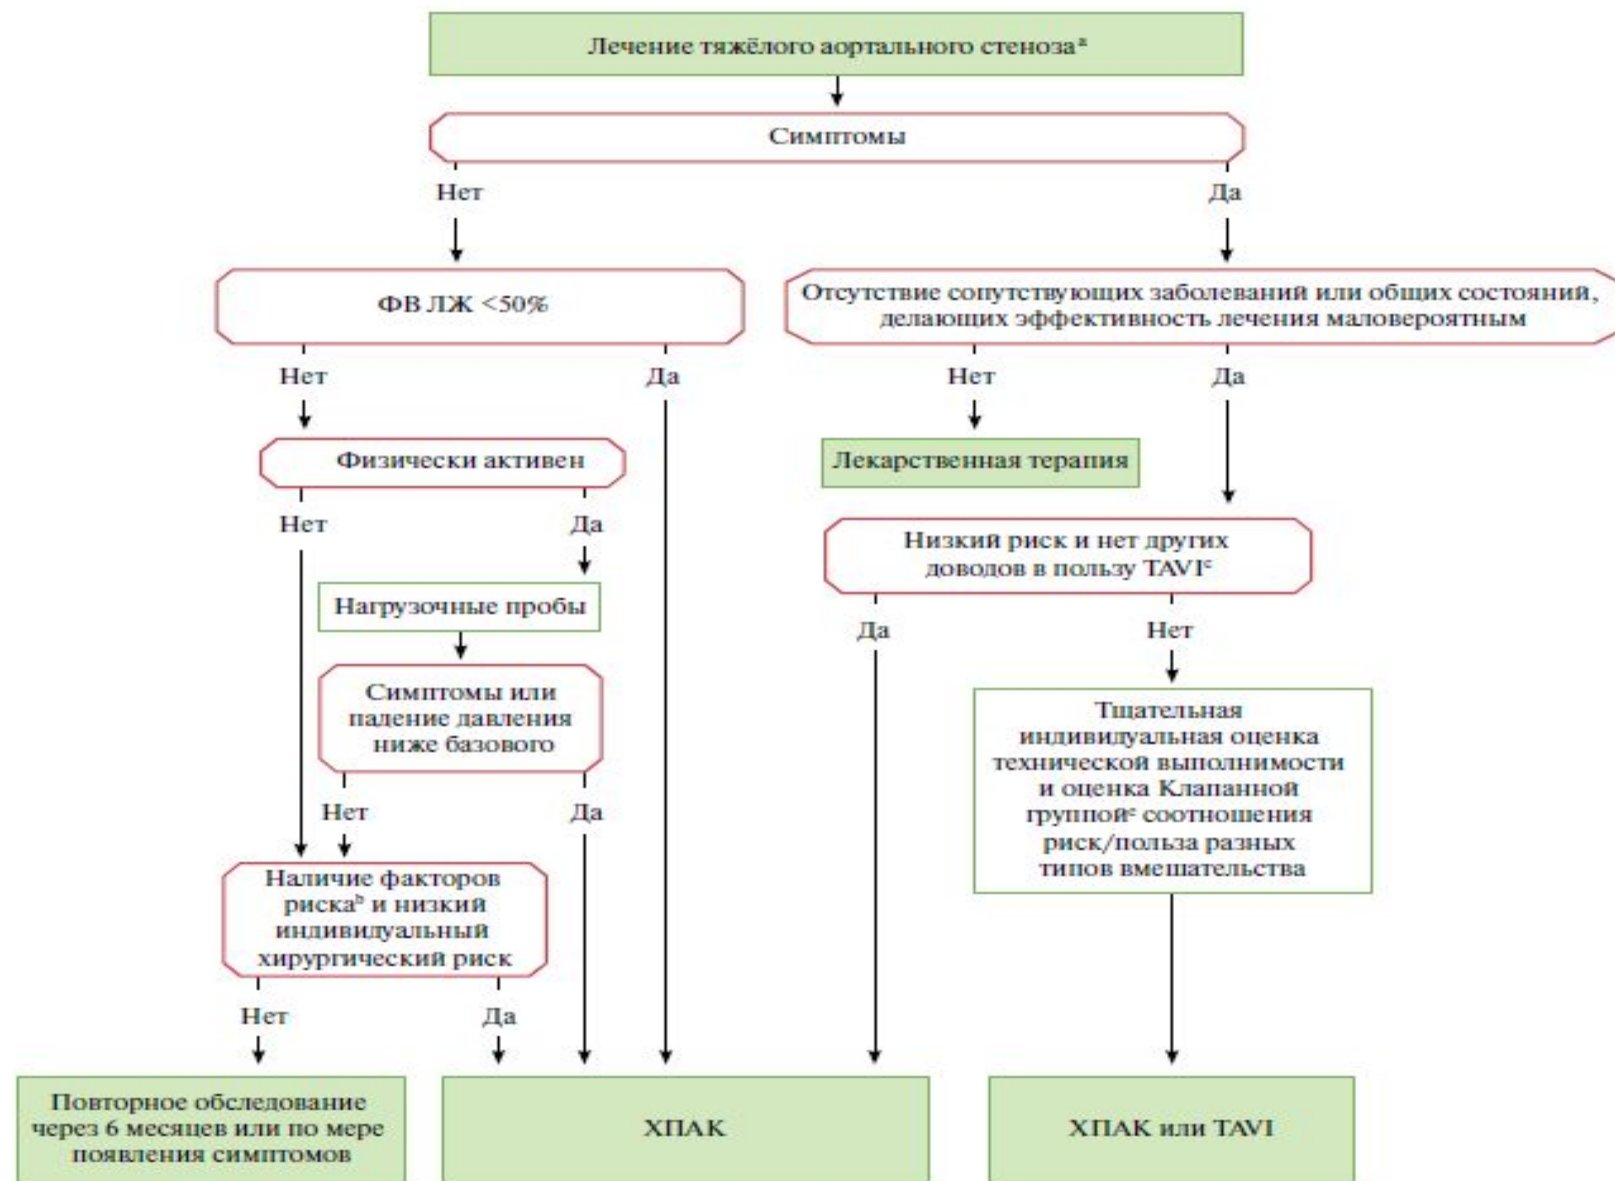 Лечение тяжёлого аортального стенозаᵃ
Симптомы
Нет
Да
ФВ ЛЖ <50%
Отсутствие сопутствующих заболеваний или общих состояний,
делающих эффективность лечения маловероятным
Нет
Да
Нет
Да
Физически активен
Лекарственная терапия
Нет
Да
Низкий риск и нет других
доводов в пользу TAVIᶜ
Нагрузочные пробы
Да
Нет
Симптомы или
падение давления
ниже базового
Тщательная
индивидуальная оценка
технической выполнимости
и оценка Клапанной
группойᶜ соотношения
риск/польза разных
типов вмешательства
Нет
Да
Наличие факторов
рискаᵇ и низкий
индивидуальный
хирургический риск
Нет
Да
Повторное обследование
через 6 месяцев или по мере
появления симптомов
ХПАК
ХПАК или TAVI